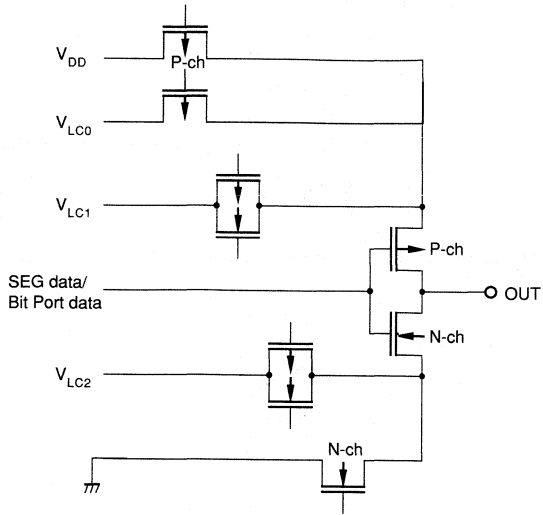 V_DD
P-ch
V_LC0
V_LC1
P-ch
SEG data/
Bit Port data
OUT
N-ch
V_LC2
N-ch